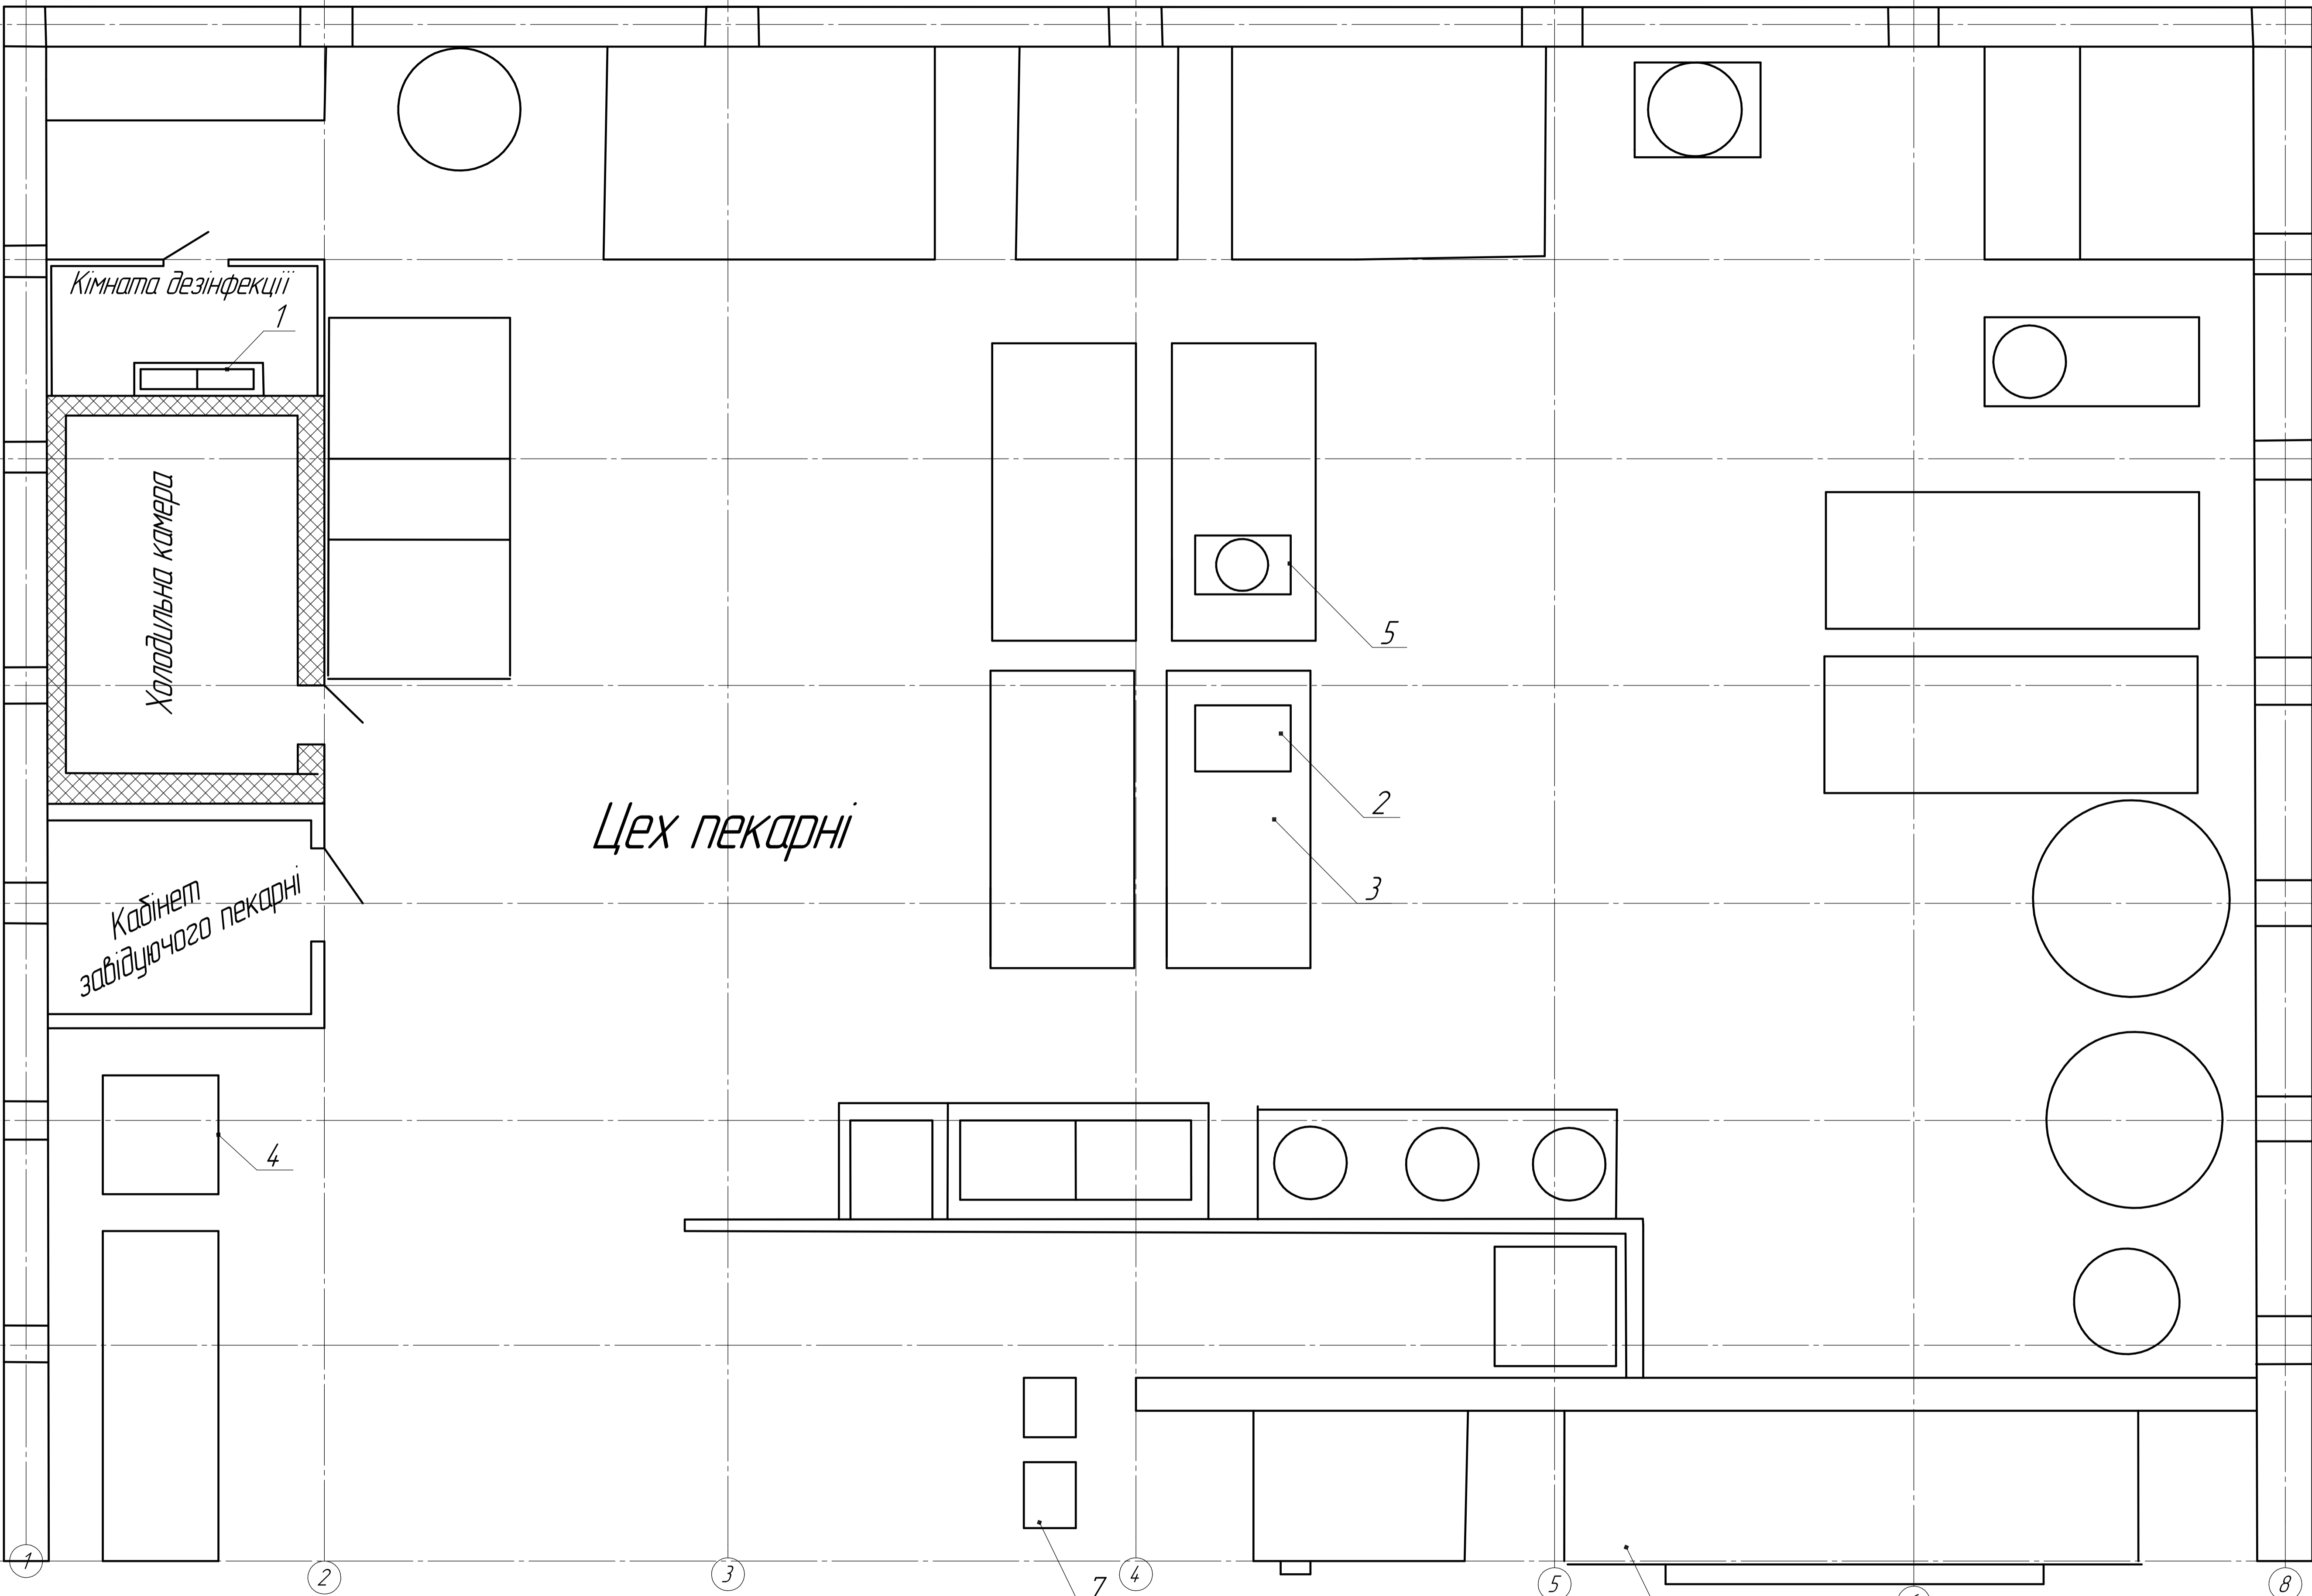 Кімната дезінфекціїї
1
Холодильна камера
5
2
Цех пекарні
3
Кабінет
завідуючого пекарні
4
7
1
2
3
4
5
8